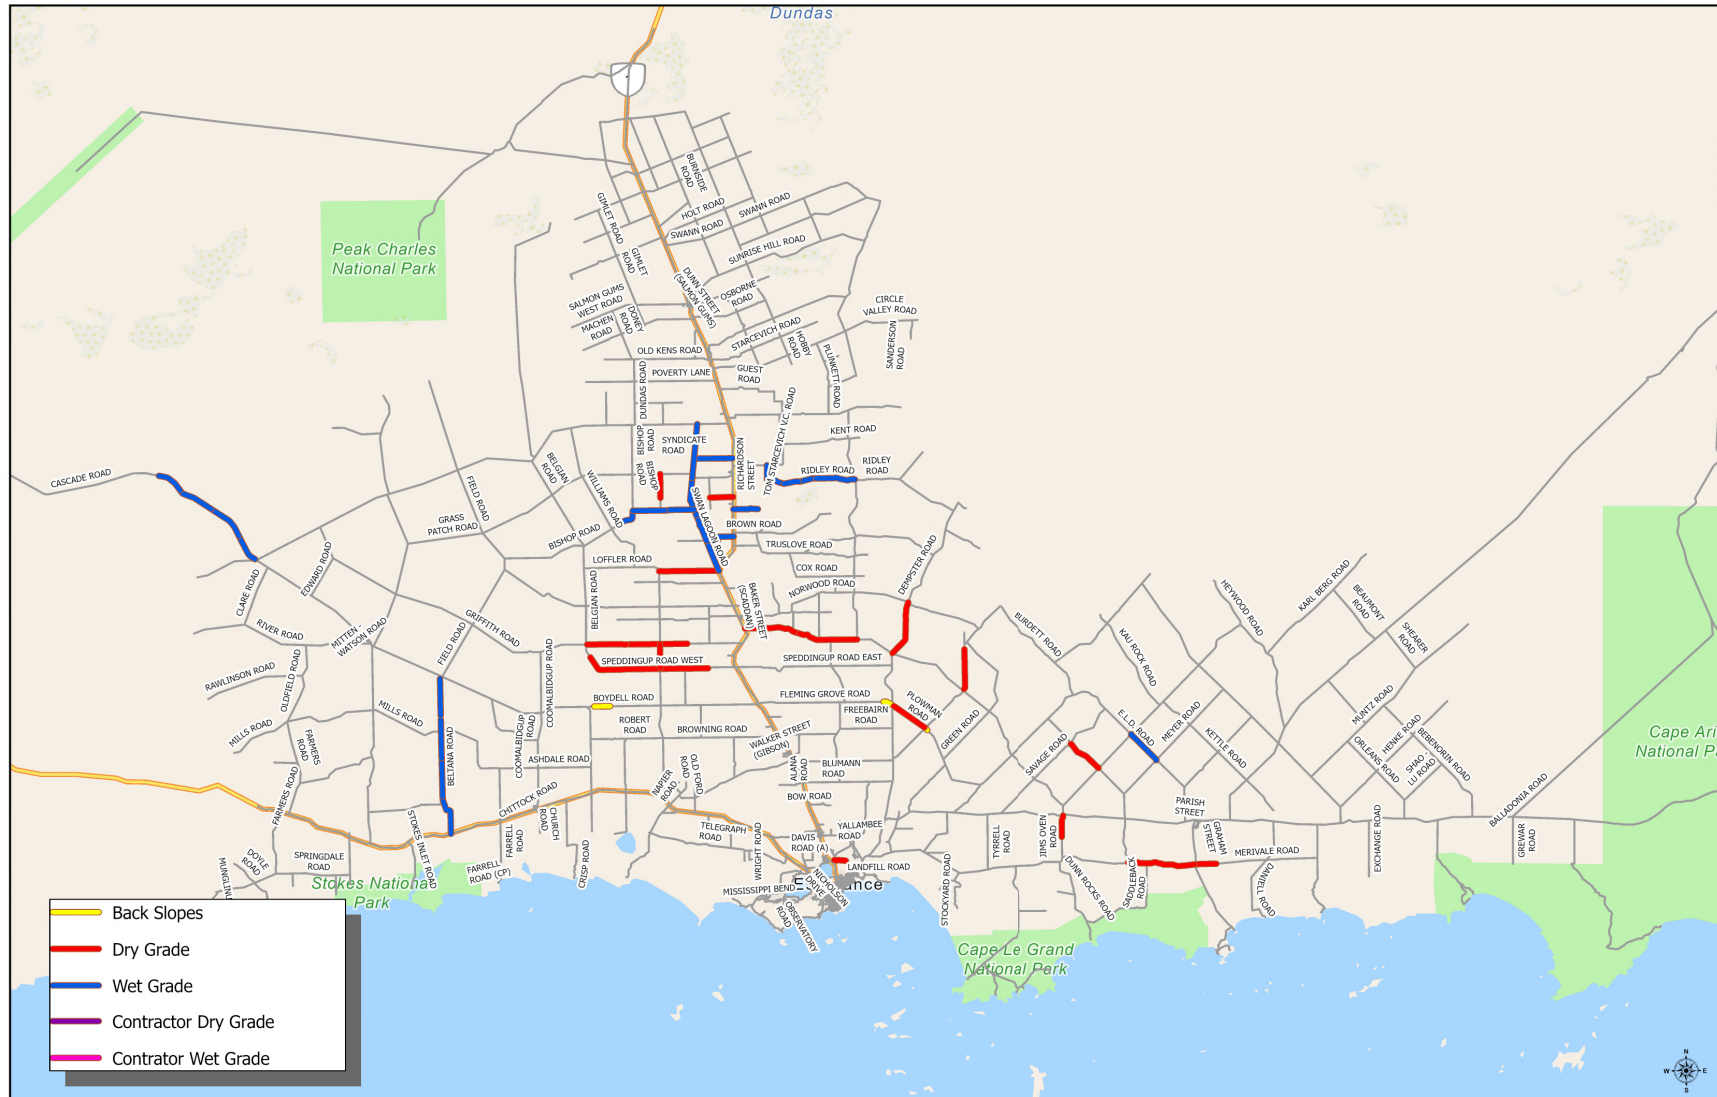 Dundas
Peak Charles
National Park
BURNSIDE
ROAD
GIMLET ROAD
HOLT ROAD
SWANN ROAD
SWANN ROAD
SUNRISE HILL ROAD
GIMLET
ROAD
DUNN STREET
(SALMON GUMS)
OSBORNE
ROAD
SALMON GUMS
WEST ROAD
MACHEN
ROAD
DONEY
ROAD
CIRCLE
VALLEY ROAD
STARCEVICH ROAD
HOBBY
ROAD
SANDERSON
ROAD
PLUNKETT ROAD
OLD KENS ROAD
POVERTY LANE
GUEST
ROAD
DUNDAS ROAD
TOM STARCEVICH V.C. ROAD
KENT ROAD
BISHOP
ROAD
SYNDICATE
ROAD
RICHARDSON
STREET
BISHOP
ROAD
RIDLEY ROAD
RIDLEY
ROAD
CASCADE ROAD
BELGIAN
ROAD
WILLIAMS ROAD
FIELD ROAD
GRASS
PATCH ROAD
BISHOP ROAD
SWAN LAGOON ROAD
BROWN ROAD
TRUSLOVE ROAD
LOFFLER ROAD
COX ROAD
NORWOOD ROAD
DEMPSTER ROAD
CLARE ROAD
EDWARD ROAD
BELGIAN ROAD
BAKER STREET
(SCADDAN)
RIVER ROAD
MITTEN -
WATSON ROAD
GRIFFITH ROAD
FIELD ROAD
COOMALBIDGUP ROAD
SPEDDINGUP ROAD WEST
SPEDDINGUP ROAD EAST
BURDETT ROAD
KAU ROCK ROAD
HEYWOOD ROAD
KARL BERG ROAD
BEAUMONT
ROAD
SHEARER
ROAD
RAWLINSON ROAD
OLDFIELD ROAD
BOYDELL ROAD
FLEMING GROVE ROAD
PLOWMAN
ROAD
FREEBAIRN
ROAD
GREEN ROAD
MILLS ROAD
MILLS ROAD
FARMERS
ROAD
COOMALBIDGUP
ROAD
ROBERT
ROAD
BROWNING ROAD
WALKER STREET
(GIBSON)
BELTANA ROAD
ASHDALE ROAD
NAPIER
ROAD
OLD FORD
ROAD
ALANA
ROAD
BLUMANN
ROAD
BOW ROAD
SAVAGE ROAD
E.L.D. ROAD
MEYER ROAD
KETTLE ROAD
MUNTZ ROAD
HENKE ROAD
ORLEANS ROAD
SHAO -
LU ROAD
BEBENORIN ROAD
BALLADONIA ROAD
Cape Ari
National Pa
FARMERS ROAD
CHITTOCK ROAD
CHURCH
ROAD
STOKES INLET ROAD
FARRELL
ROAD
FARRELL
ROAD (CP)
CRISP ROAD
TELEGRAPH
ROAD
WRIGHT ROAD
DAVIS
ROAD (A)
YALLAMBEE
ROAD
LANDFILL ROAD
PARISH
STREET
GRAHAM
STREET
TYRRELL
ROAD
JIMS OVEN
ROAD
MERIVALE ROAD
EXCHANGE ROAD
GREWAR
ROAD
DOYLE
ROAD
SPRINGDALE
ROAD
Stokes National
Park
MISSISSIPPI BEND
NICHOLSON
DRIVE
OBSERVATORY
ROAD
STOCKYARD ROAD
DUNN ROCKS ROAD
SADDLEBACK
ROAD
DANIELL ROAD
Cape Le Grand
National Park
Back Slopes
Dry Grade
Wet Grade
Contractor Dry Grade
Contrator Wet Grade
N
W E
S